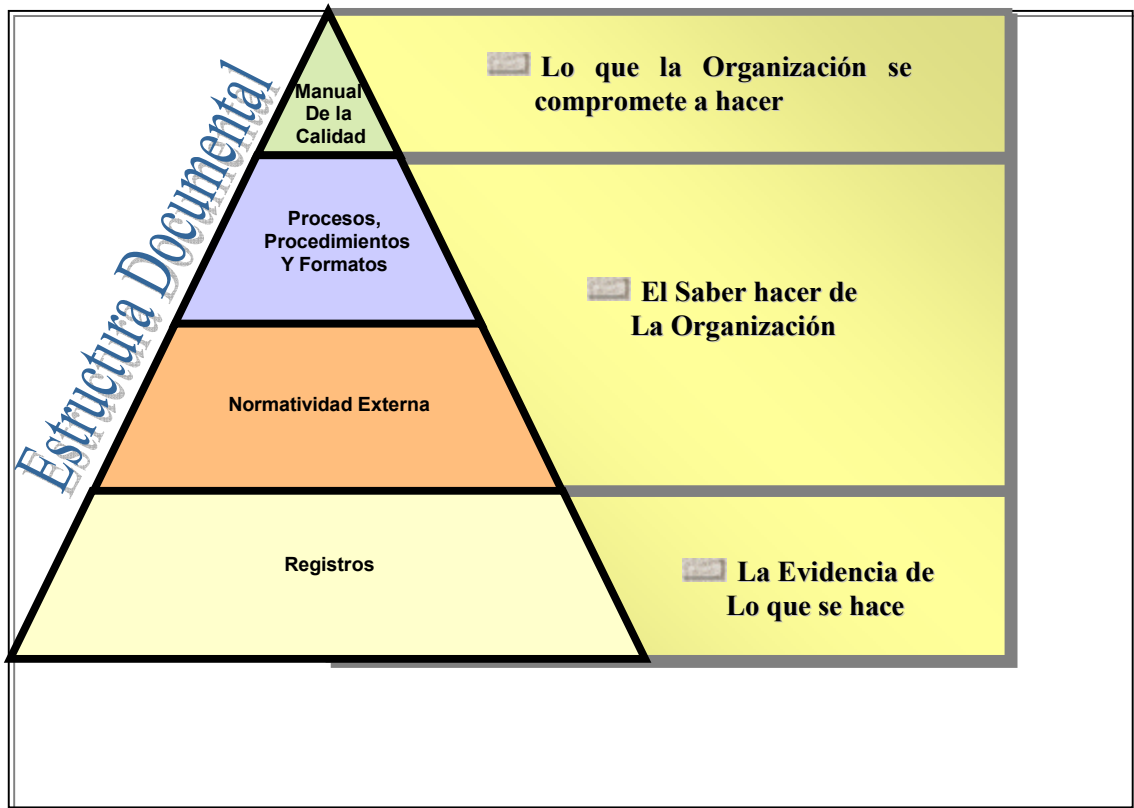 Estructura Documental
Manual
De la
Calidad
Lo que la Organización se
compromete a hacer
Procesos,
Procedimientos
Y Formatos
El Saber hacer de
La Organización
Normatividad Externa
Registros
La Evidencia de
Lo que se hace